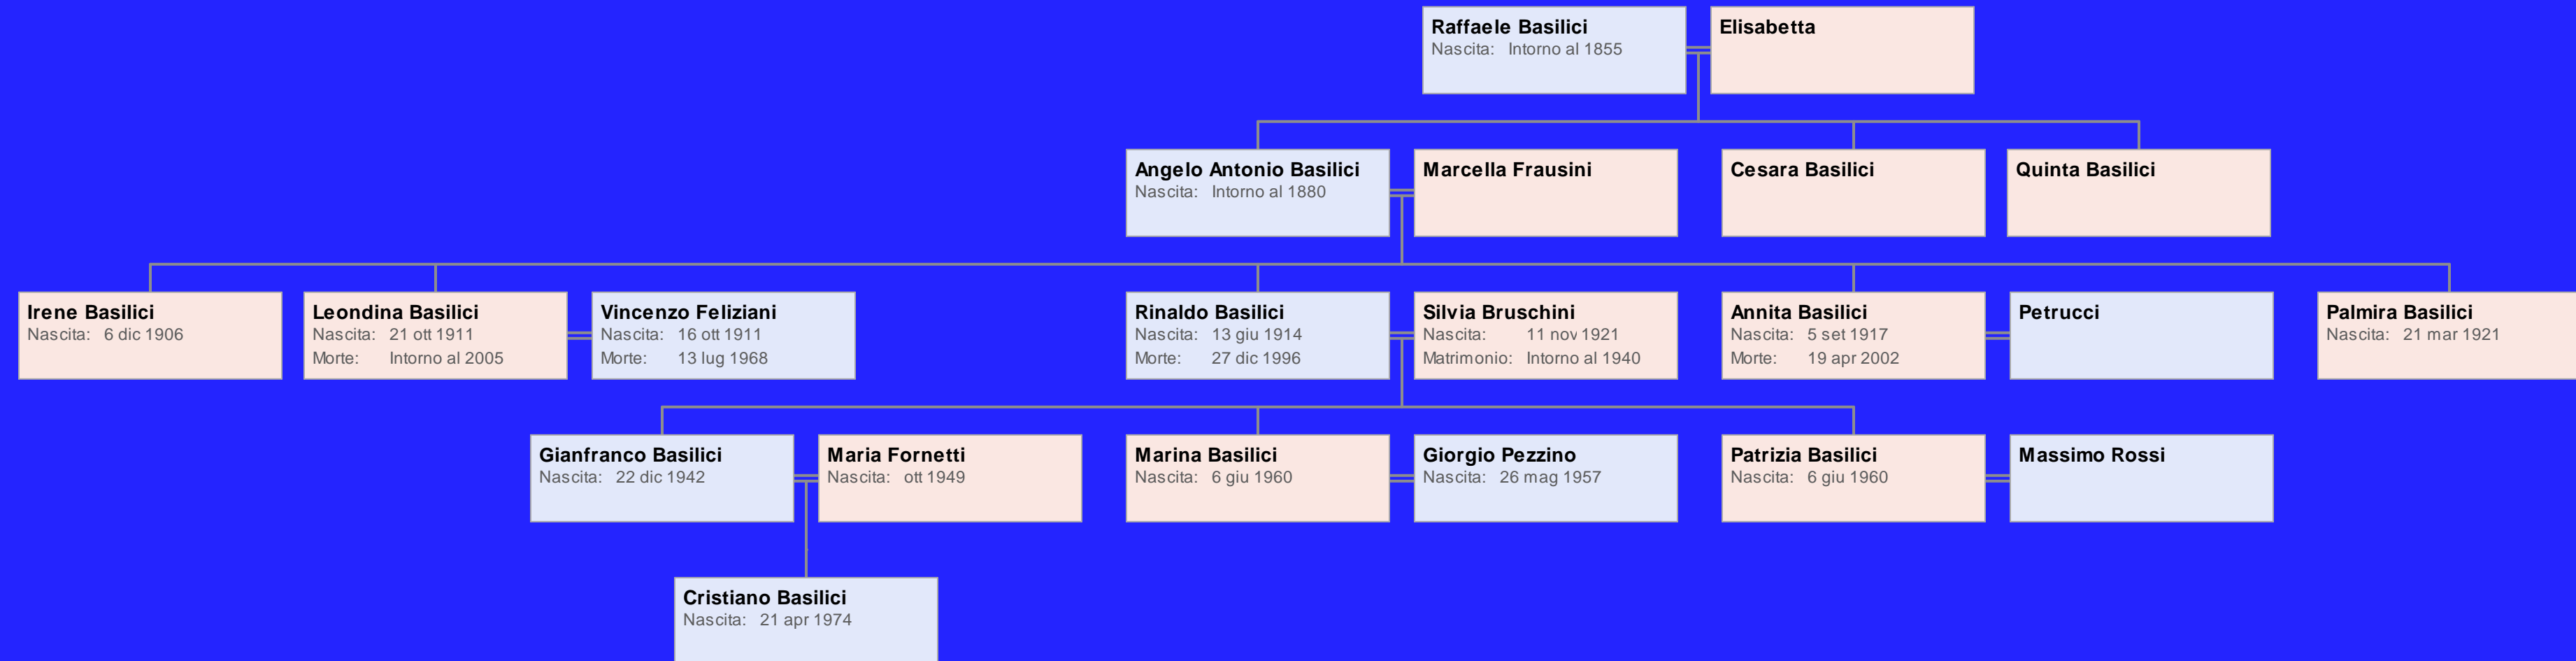 Raffaele Basilici
Nascita: Intorno al 1855
Elisabetta
Angelo Antonio Basilici
Nascita: Intorno al 1880
Marcella Frausini
Cesara Basilici
Quinta Basilici
Irene Basilici
Nascita: 6 dic 1906
Leondina Basilici
Nascita: 21 ott 1911
Morte: Intorno al 2005
Vincenzo Feliziani
Nascita: 16 ott 1911
Morte: 13 lug 1968
Rinaldo Basilici
Nascita: 13 giu 1914
Morte: 27 dic 1996
Silvia Bruschini
Nascita: 11 nov 1921
Matrimonio: Intorno al 1940
Annita Basilici
Nascita: 5 set 1917
Morte: 19 apr 2002
Petrucci
Palmira Basilici
Nascita: 21 mar 1921
Gianfranco Basilici
Nascita: 22 dic 1942
Maria Fornetti
Nascita: ott 1949
Marina Basilici
Nascita: 6 giu 1960
Giorgio Pezzino
Nascita: 26 mag 1957
Patrizia Basilici
Nascita: 6 giu 1960
Massimo Rossi
Cristiano Basilici
Nascita: 21 apr 1974